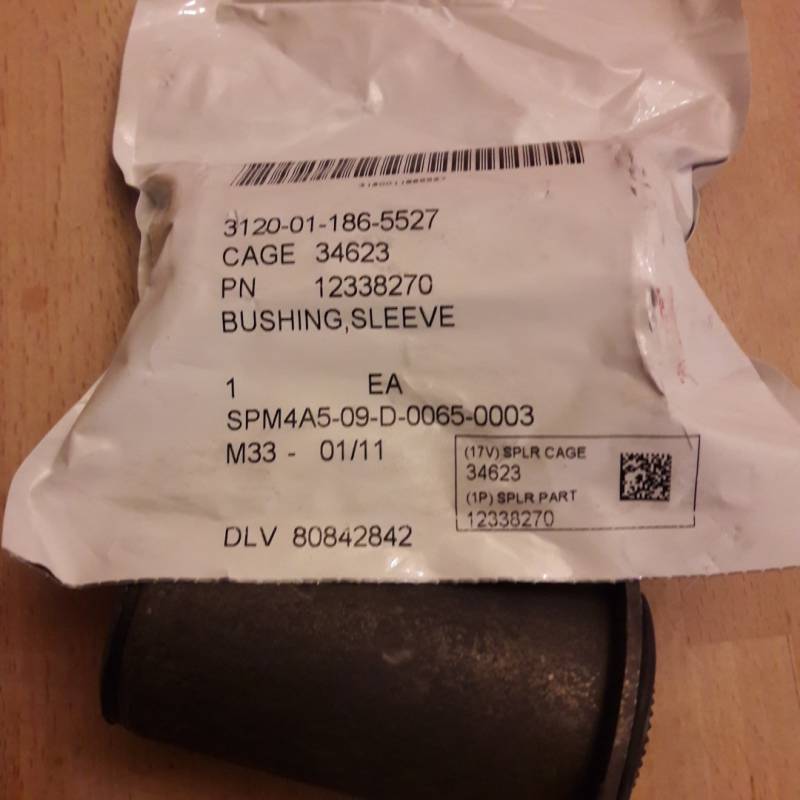 3120-01-186-5527
CAGE 34623
PN 12338270
BUSHING,SLEEVE
1 EA
SPM4A5-09-D-0065-0003
M33 - 01/11
(17V) SPLR CAGE
34623
(1P) SPLR PART
12338270
DLV 80842842